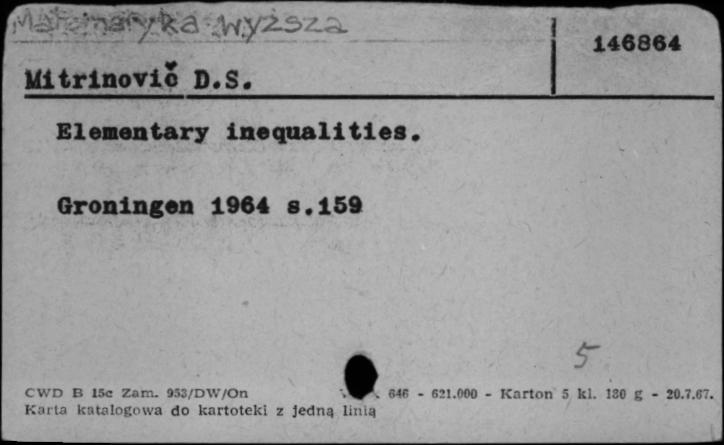 Matematyka wyższa
146864
Mitrinovič D.S.
Elementary inequalities.
Groningen 1964 s.159
5
CWD B 15c Zam. 953/DW/On 646 - 621.000 - Karton 5 kl. 180 g - 20.7.67.
Karta katalogowa do kartoteki z jedną linią